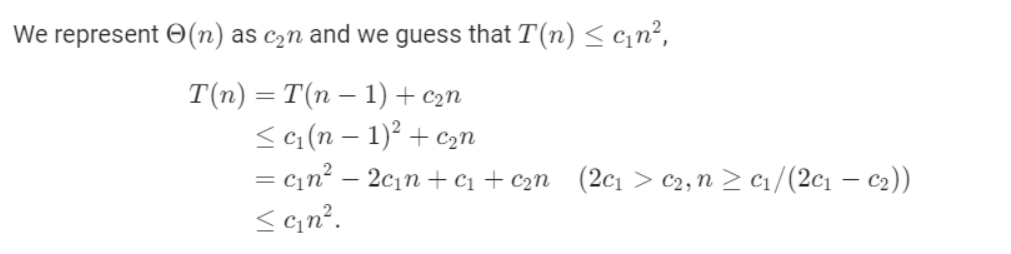 We represent Θ(n) as c₂n and we guess that T(n) ≤ c₁n²,
T(n) = T(n − 1) + c₂n
≤ c₁(n − 1)² + c₂n
= c₁n² − 2c₁n + c₁ + c₂n (2c₁ > c₂, n ≥ c₁/(2c₁ − c₂))
≤ c₁n².